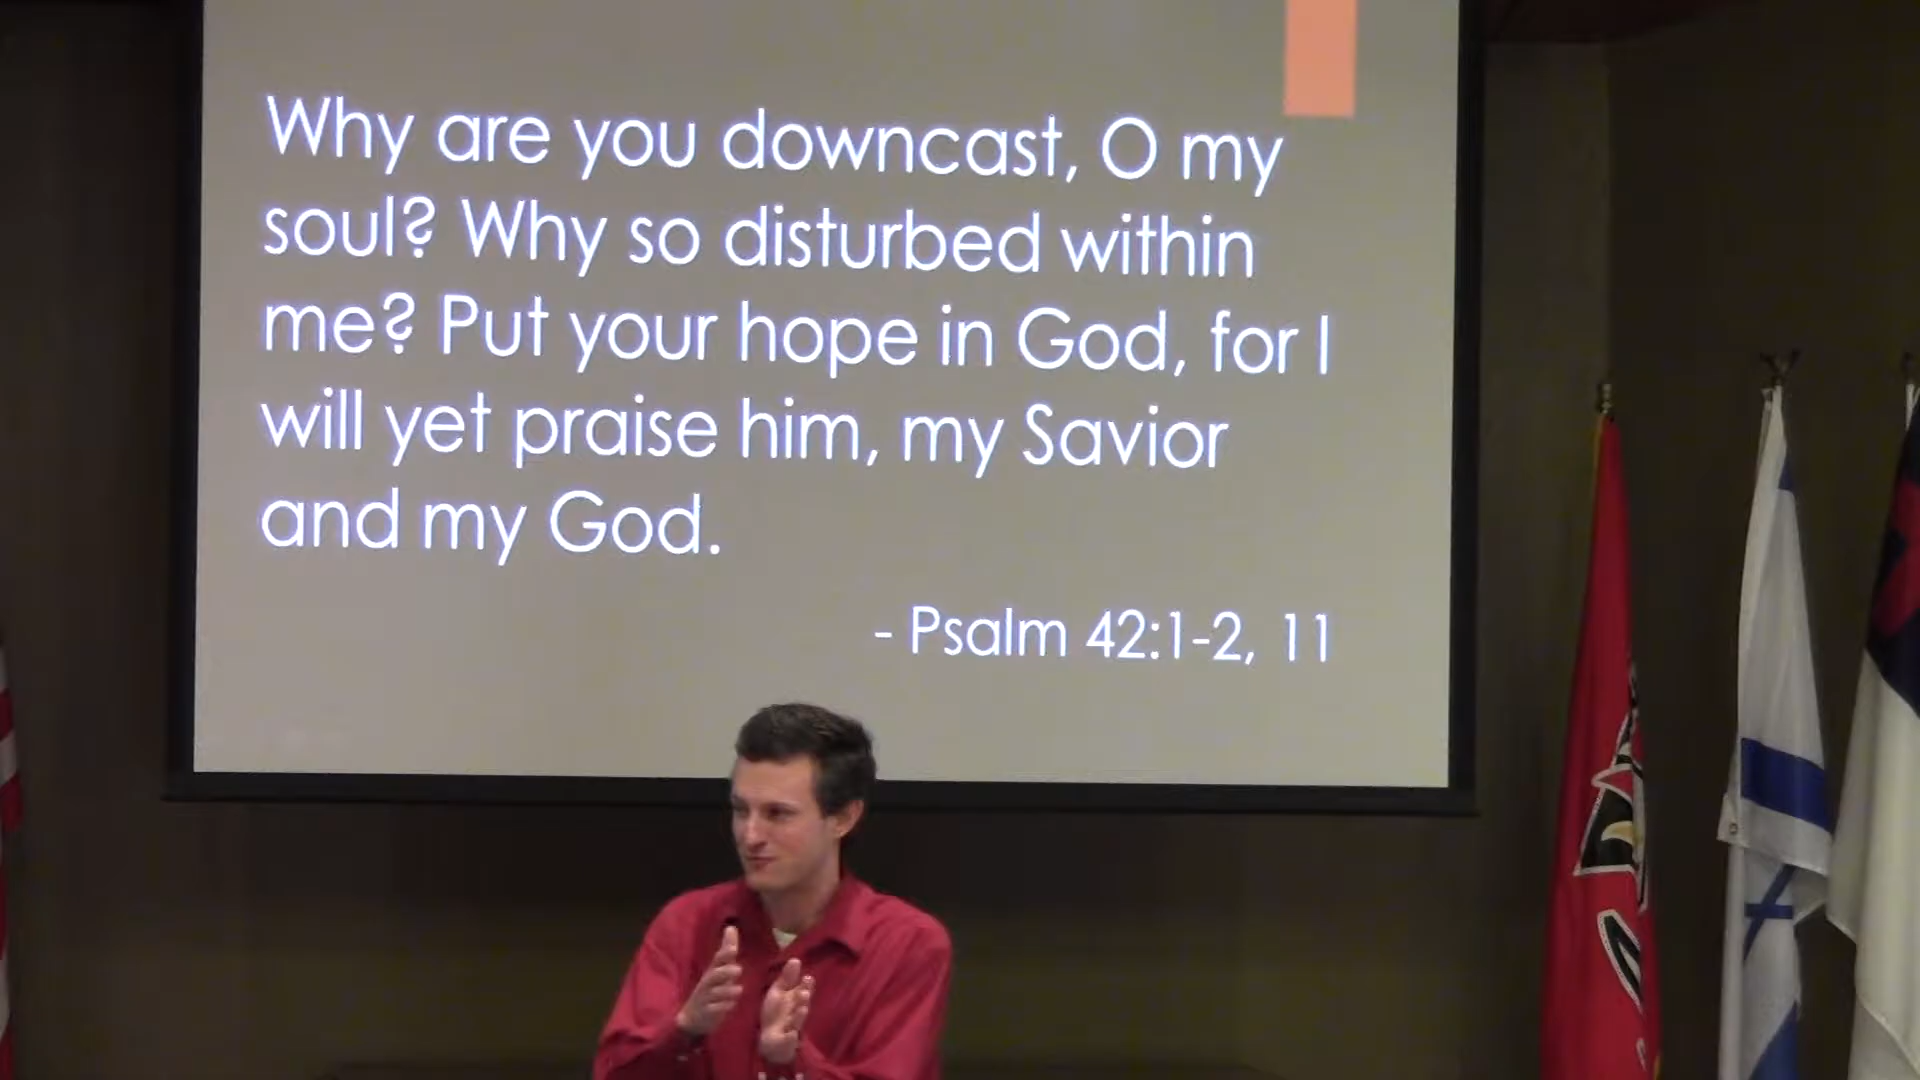 Why are you downcast, O my
soul? Why so disturbed within
me? Put your hope in God, for I
will yet praise him, my Savior
and my God.
- Psalm 42:1-2, 11